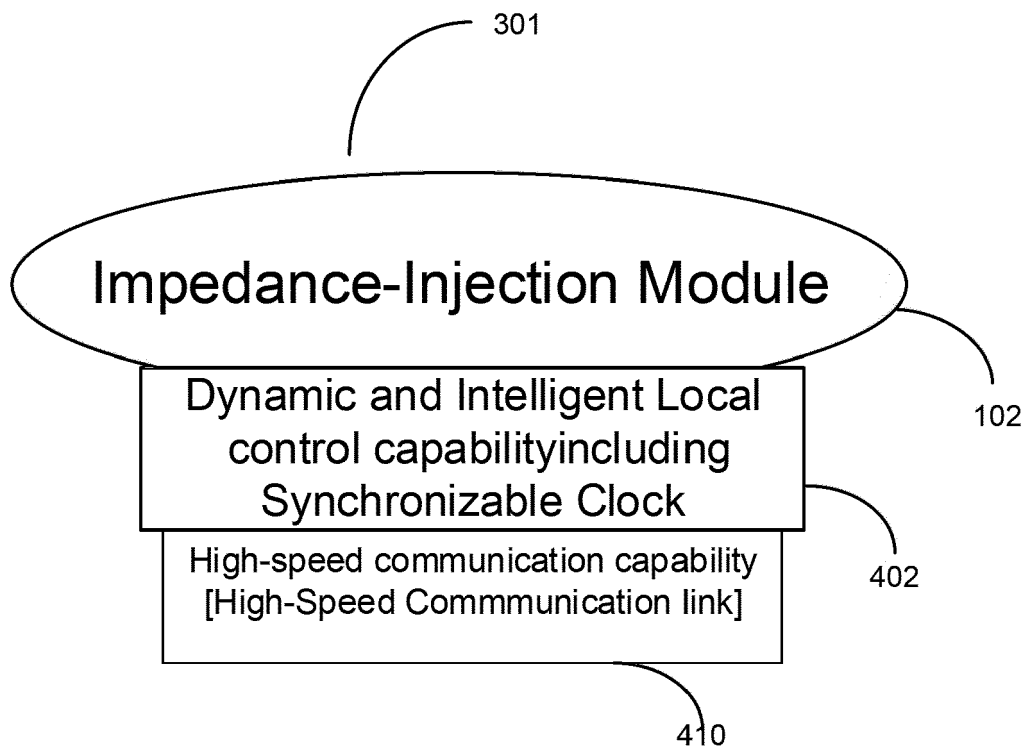 301
Impedance-Injection Module
102
Dynamic and Intelligent Local
control capabilityincluding
Synchronizable Clock
402
High-speed communication capability
[High-Speed Commmunication link]
410